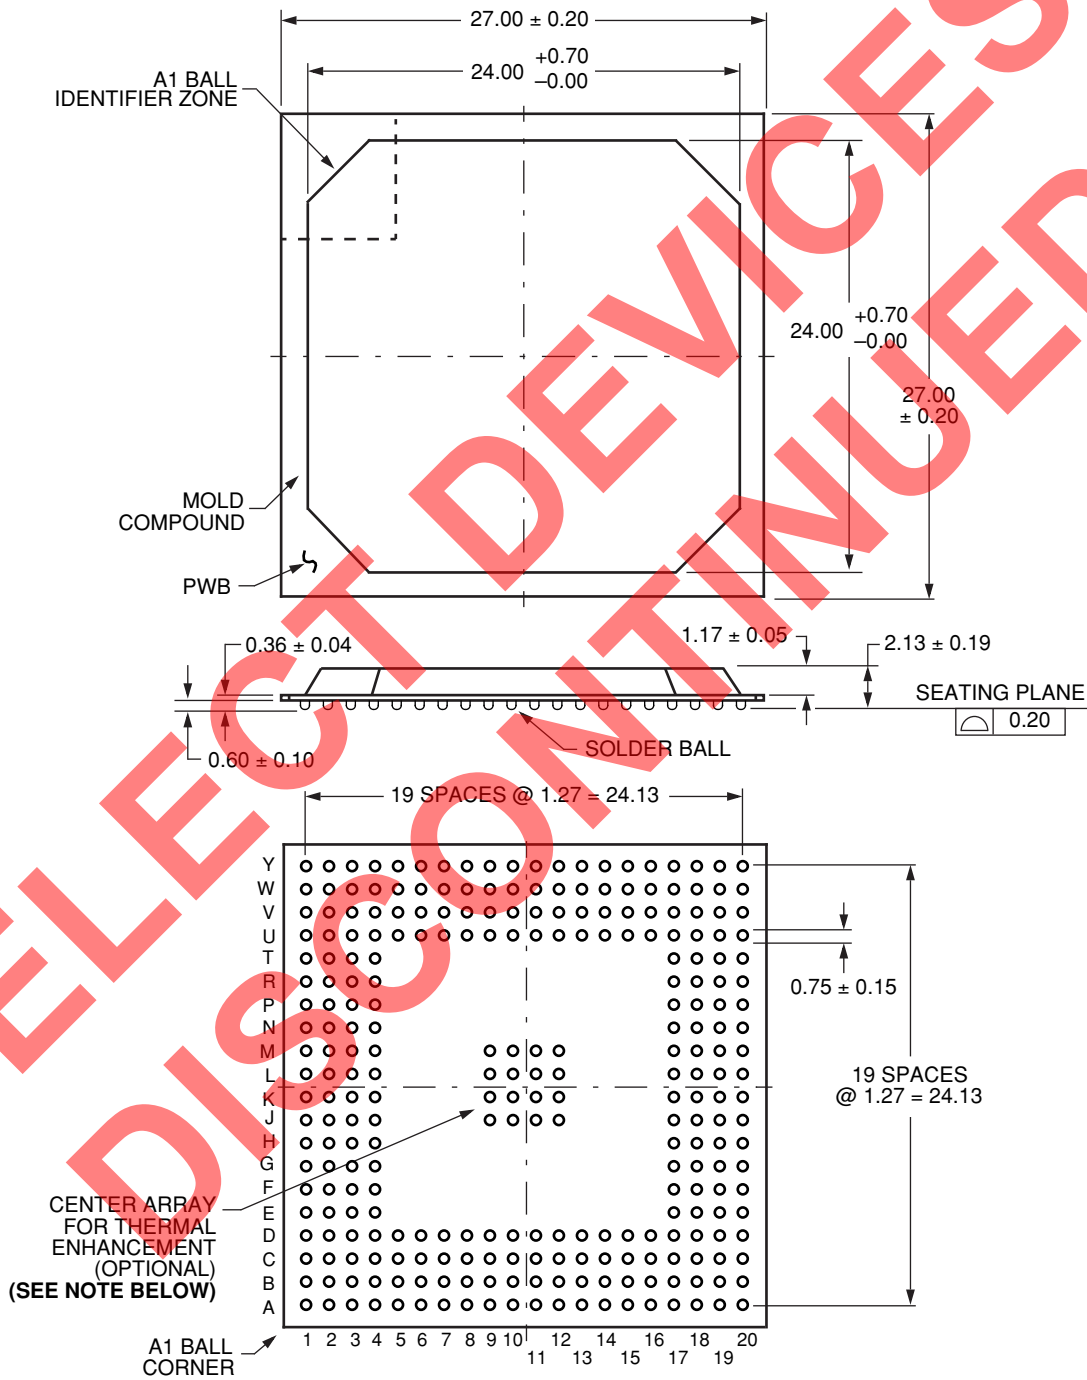 27.00 ± 0.20
24.00 +0.70 –0.00
A1 BALL
IDENTIFIER ZONE
24.00 +0.70 –0.00
27.00
± 0.20
MOLD
COMPOUND
PWB
0.36 ± 0.04
1.17 ± 0.05
2.13 ± 0.19
SEATING PLANE
0.20
0.60 ± 0.10
SOLDER BALL
19 SPACES @ 1.27 = 24.13
Y
W
V
U
T
R
P
N
M
L
K
J
H
G
F
E
D
C
B
A
0.75 ± 0.15
19 SPACES
@ 1.27 = 24.13
CENTER ARRAY
FOR THERMAL
ENHANCEMENT
(OPTIONAL)
(SEE NOTE BELOW)
1 2 3 4 5 6 7 8 9 10 12 14 16 18 20
11 13 15 17 19
A1 BALL
CORNER
ELECT DEVICES
DISCONTINUED